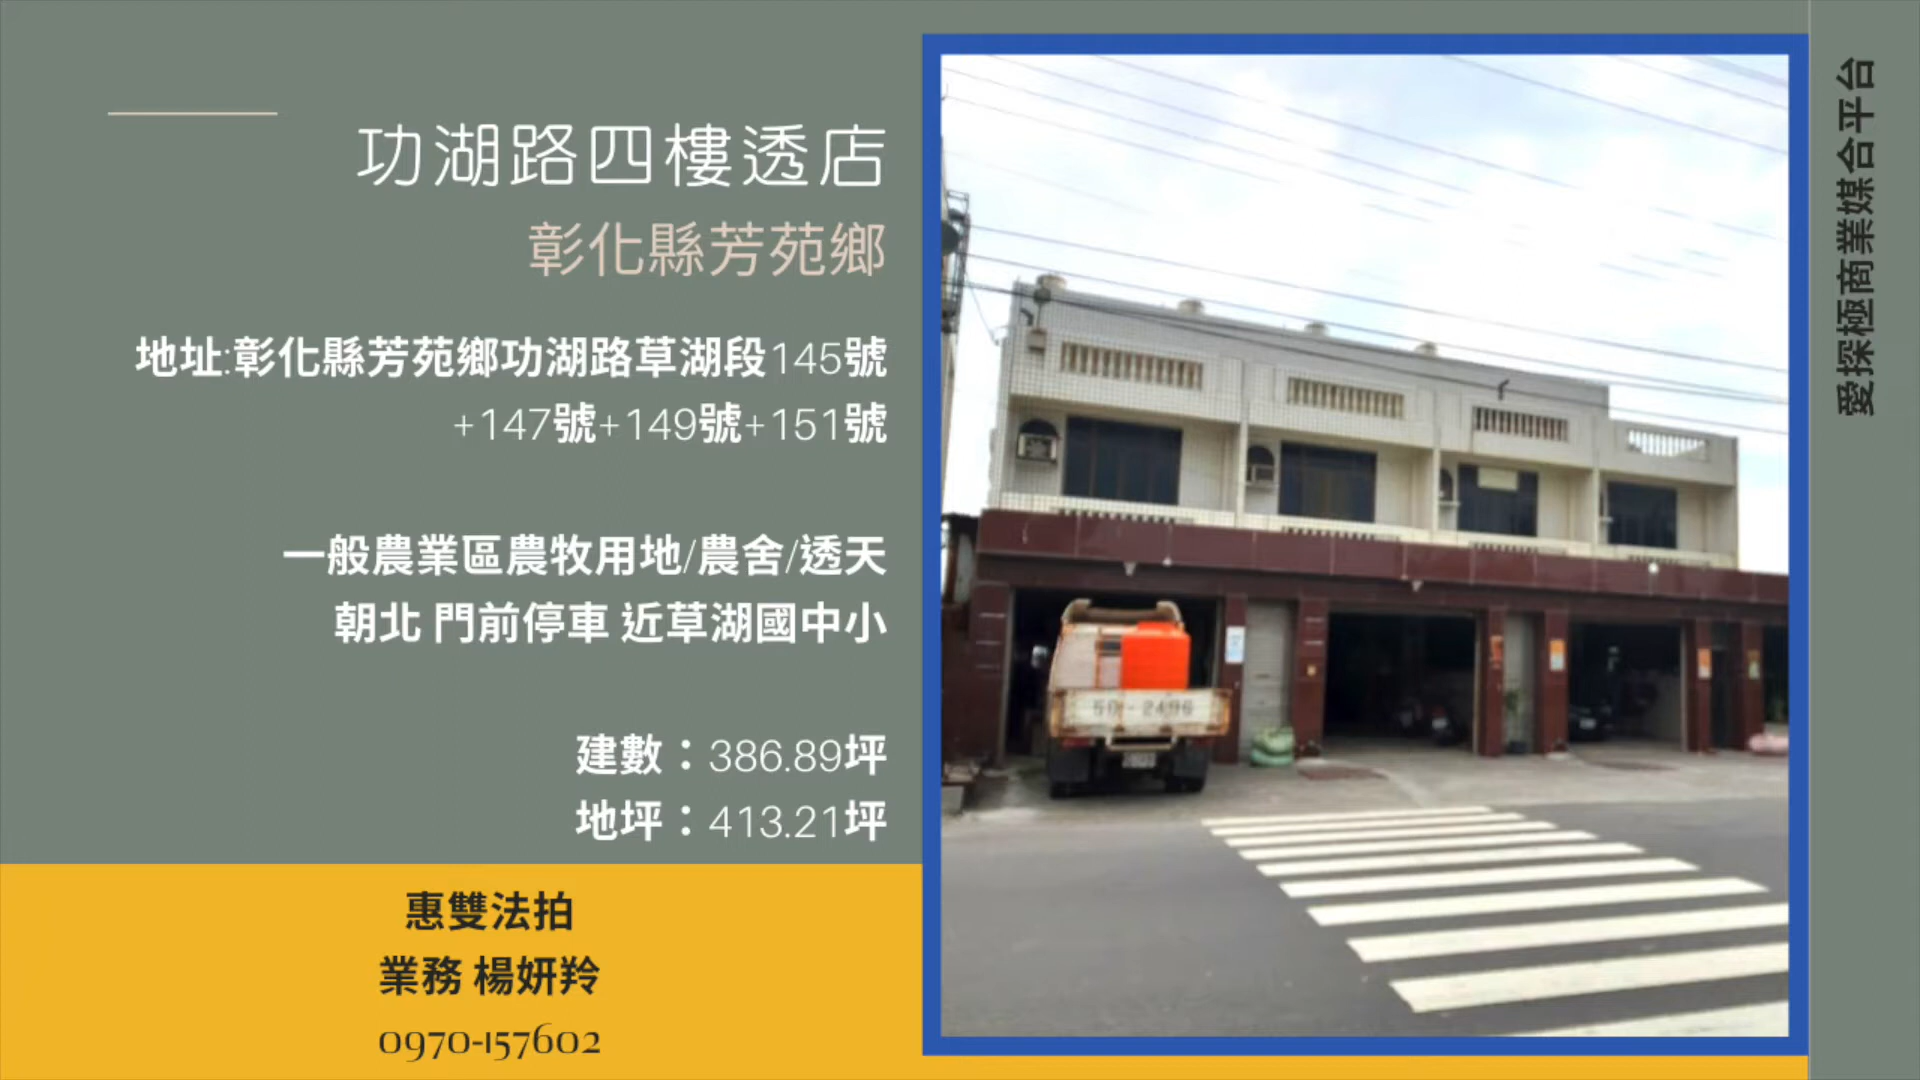 功湖路四樓透店
彰化縣芳苑鄉
地址:彰化縣芳苑鄉功湖路草湖段145號
+147號+149號+151號
一般農業區農牧用地/農舍/透天
朝北 門前停車 近草湖國中小
建數：386.89坪
地坪：413.21坪
惠雙法拍
業務 楊妍羚
0970-157602
愛探極商業媒合平台
50-2496